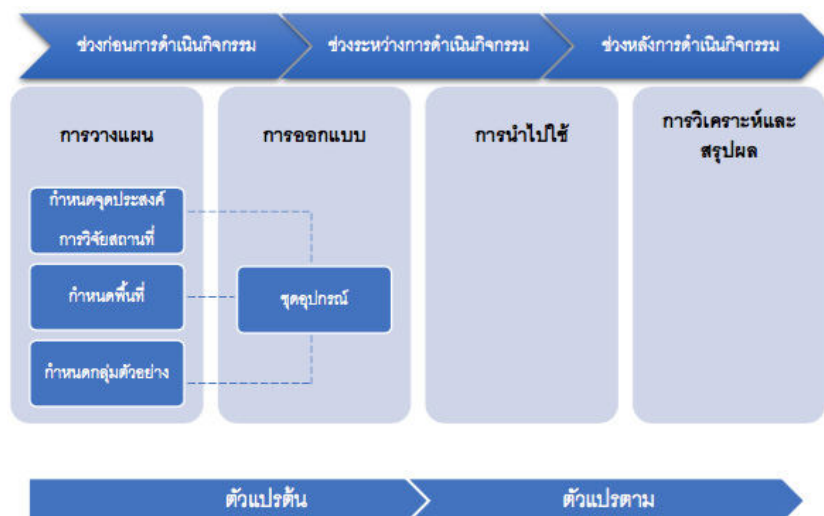 ช่วงก่อนการดำเนินกิจกรรม
ช่วงระหว่างการดำเนินกิจกรรม
ช่วงหลังการดำเนินกิจกรรม
การวางแผน
การออกแบบ
การนำไปใช้
การวิเคราะห์และ
สรุปผล
กำหนดจุดประสงค์
การวิจัยสถานที่
กำหนดพื้นที่
ชุดอุปกรณ์
กำหนดกลุ่มตัวอย่าง
ตัวแปรต้น
ตัวแปรตาม